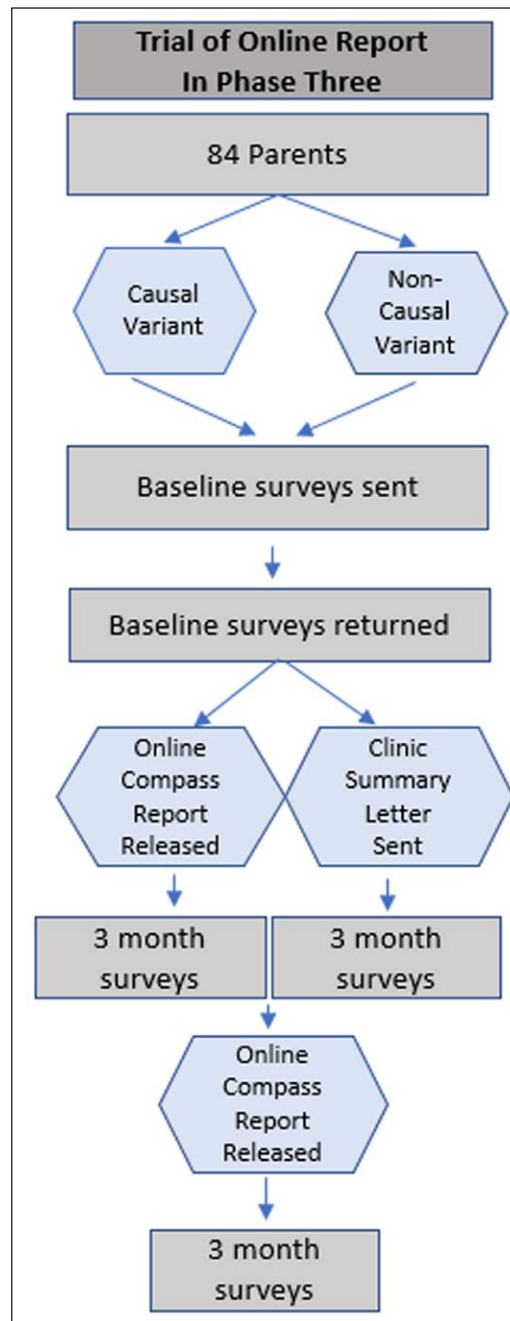 Trial of Online Report
In Phase Three
84 Parents
Causal
Variant
Non-
Causal
Variant
Baseline surveys sent
Baseline surveys returned
Online
Compass
Report
Released
Clinic
Summary
Letter
Sent
3 month
surveys
3 month
surveys
Online
Compass
Report
Released
3 month
surveys